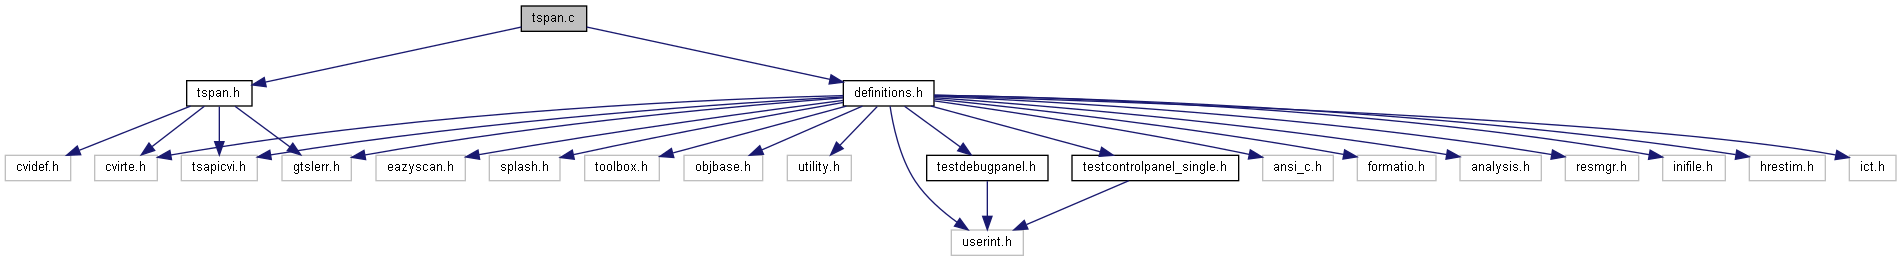 tspan.c
tspan.h
definitions.h
cvidef.h
cvirte.h
tsapicvi.h
gtslerr.h
eazyscan.h
splash.h
toolbox.h
objbase.h
utility.h
testdebugpanel.h
testcontrolpanel_single.h
ansi_c.h
formatio.h
analysis.h
resmgr.h
inifile.h
hrestim.h
ict.h
userint.h